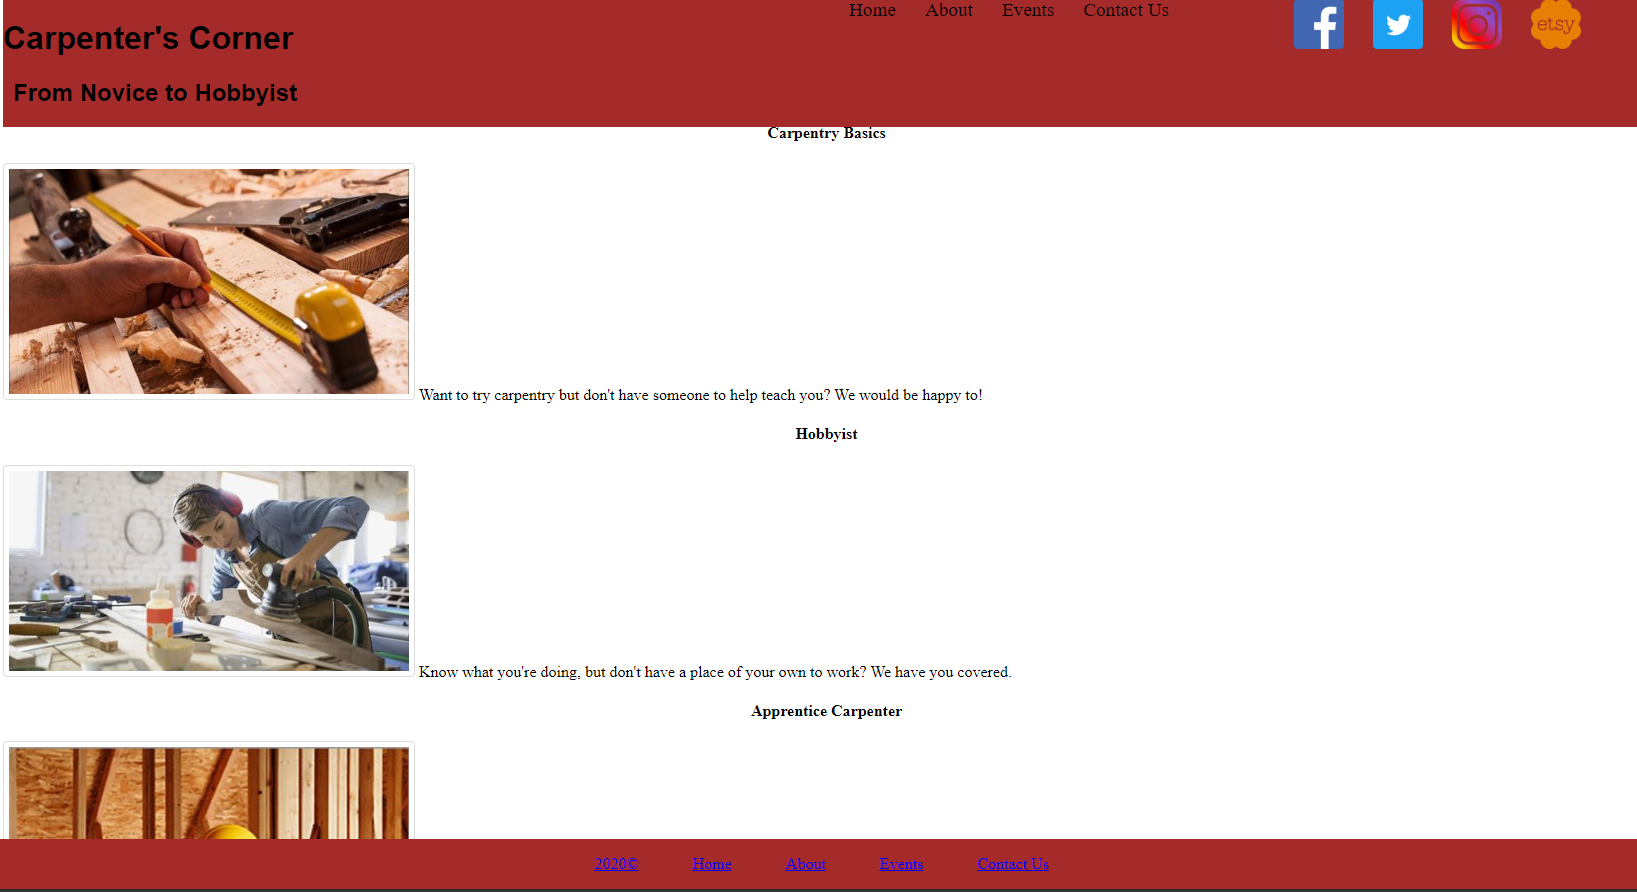 Home About Events Contact Us
etsy
Carpenter's Corner
From Novice to Hobbyist
Carpentry Basics
Want to try carpentry but don't have someone to help teach you? We would be happy to!
Hobbyist
Know what you're doing, but don't have a place of your own to work? We have you covered.
Apprentice Carpenter
2020© Home About Events Contact Us